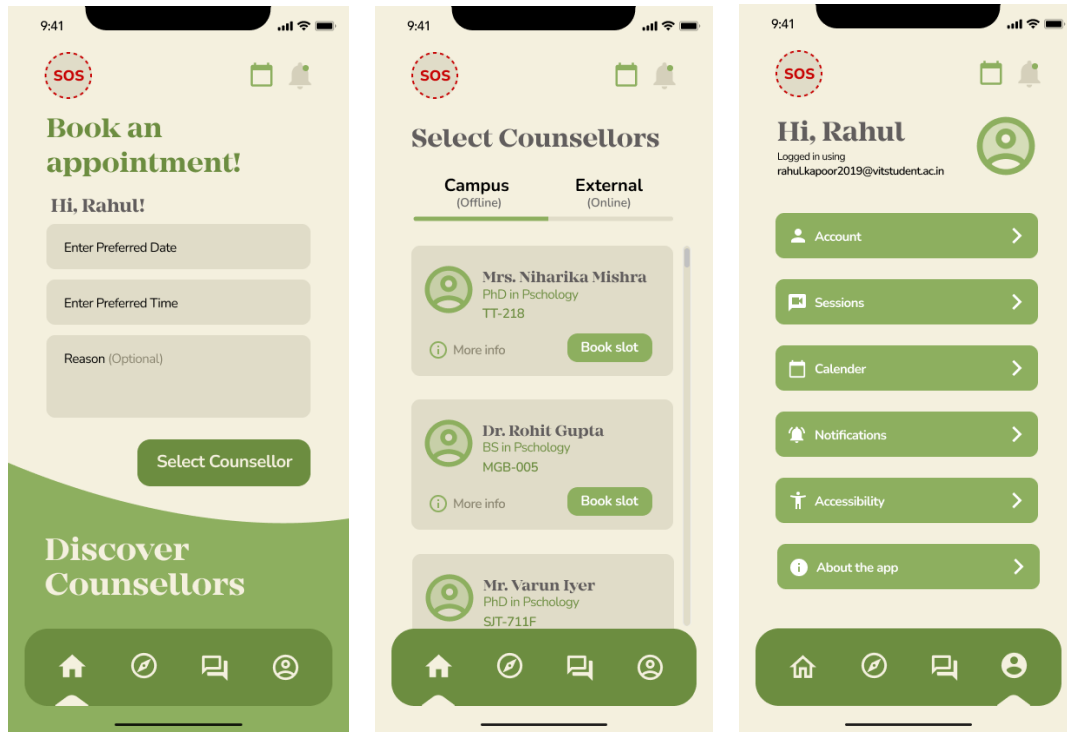 9:41
SOS
Book an
appointment!
Hi, Rahul!
Enter Preferred Date
Enter Preferred Time
Reason (Optional)
Select Counsellor
Discover
Counsellors
9:41
SOS
Select Counsellors
Campus
(Offline)
External
(Online)
Mrs. Niharika Mishra
PhD in Pschology
TT-218
More info
Book slot
Dr. Rohit Gupta
BS in Pschology
MGB-005
More info
Book slot
Mr. Varun Iyer
PhD in Pschology
SJT-711F
9:41
SOS
Hi, Rahul
Logged in using
rahul.kapoor2019@vitstudent.ac.in
Account
Sessions
Calender
Notifications
Accessibility
About the app